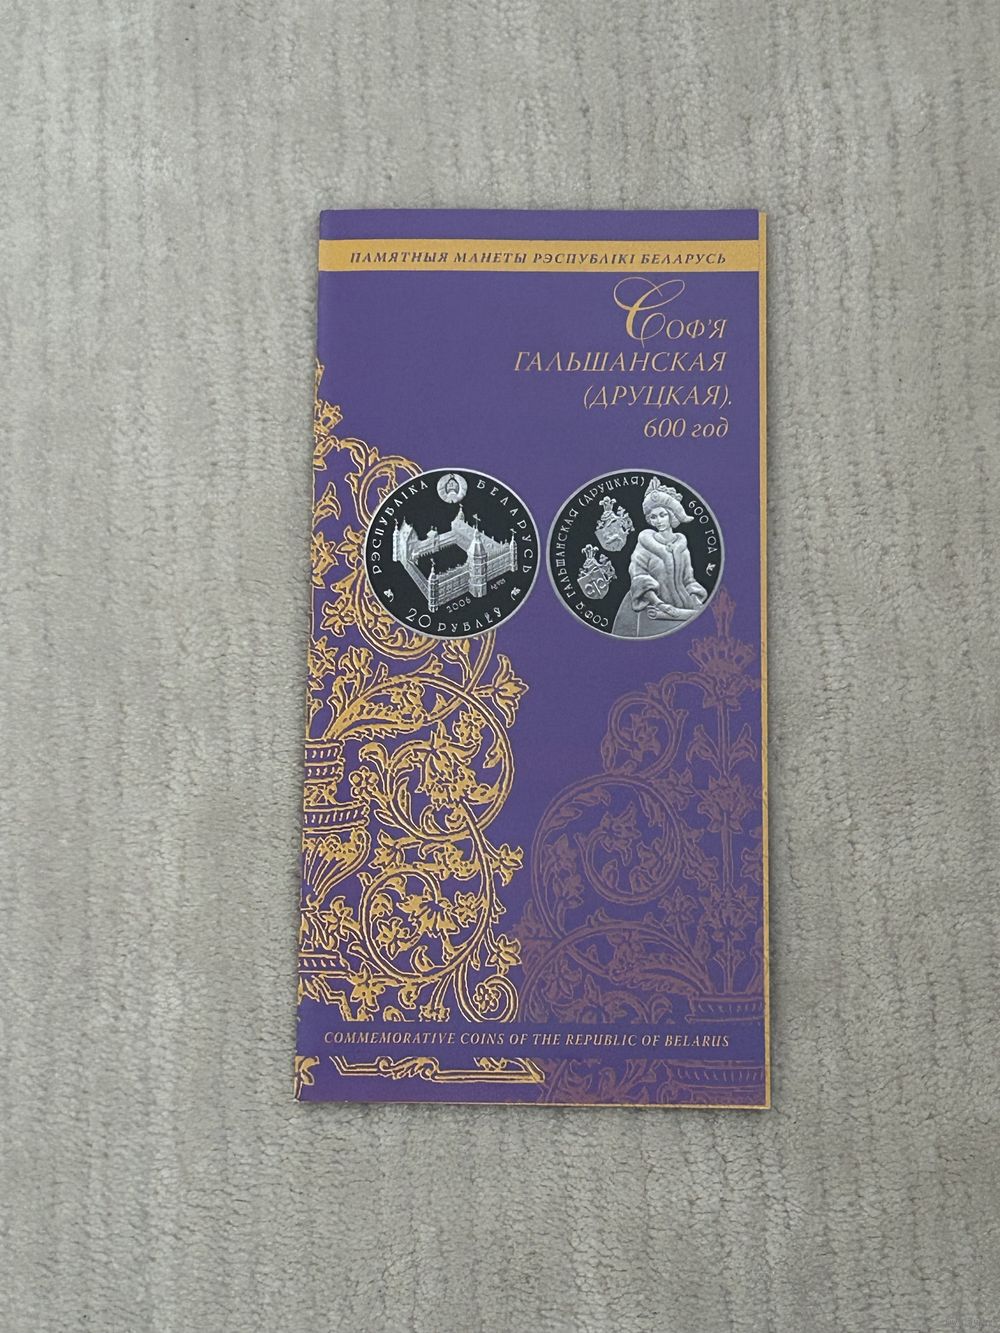 ПАМЯТНЫЯ МАНЕТЫ РЭСПУБЛІКІ БЕЛАРУСЬ
СОФ'Я
ГАЛЬШАНСКАЯ
(ДРУЦКАЯ).
600 год
РЭСПУБЛІКА БЕЛАРУСЬ
2006
20 РУБЛЁЎ
СОФ'Я ГАЛЬШАНСКАЯ (ДРУЦКАЯ)
600 ГОД
COMMEMORATIVE COINS OF THE REPUBLIC OF BELARUS